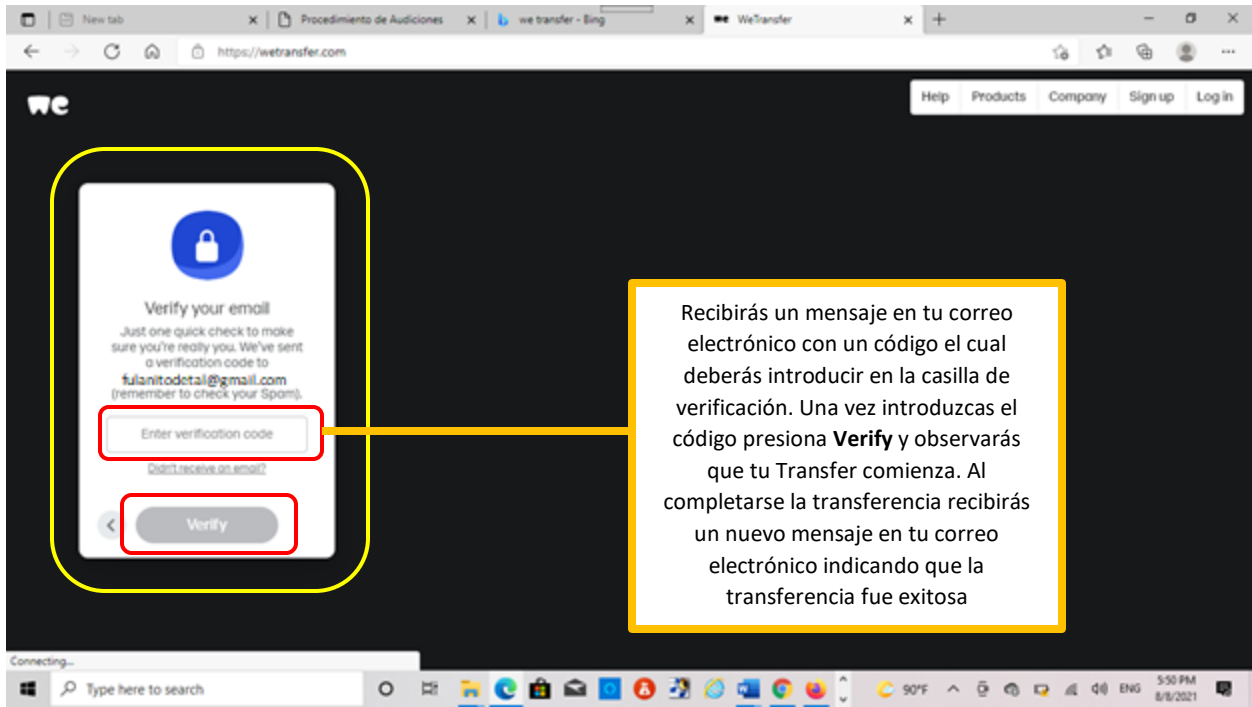 New tab
Procedimiento de Audiciones
we transfer - Bing
WeTransfer
https://wetransfer.com
we
Help Products Company Sign up Log in
Verify your email
Just one quick check to make
sure you're really you. We've sent
a verification code to
fulanitodetal@gmail.com
(remember to check your Spam).
Enter verification code
Didn't receive an email?
Verify
Recibirás un mensaje en tu correo
electrónico con un código el cual
deberás introducir en la casilla de
verificación. Una vez introduzcas el
código presiona Verify y observarás
que tu Transfer comienza. Al
completarse la transferencia recibirás
un nuevo mensaje en tu correo
electrónico indicando que la
transferencia fue exitosa
Connecting...
Type here to search
90°F
ENG
5:50 PM
8/8/2021